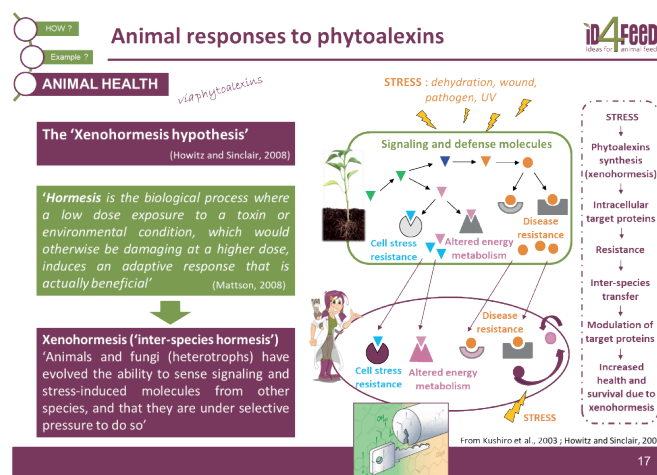 HOW ?
Example ?
ANIMAL HEALTH
Animal responses to phytoalexins
iD4FEED
Ideas for animal feed
viaphytoalexins
The ‘Xenohormesis hypothesis’
(Howitz and Sinclair, 2008)
‘Hormesis is the biological process where
a low dose exposure to a toxin or
environmental condition, which would
otherwise be damaging at a higher dose,
induces an adaptive response that is
actually beneficial’ (Mattson, 2008)
Xenohormesis (‘inter-species hormesis’)
‘Animals and fungi (heterotrophs) have
evolved the ability to sense signaling and
stress-induced molecules from other
species, and that they are under selective
pressure to do so’
STRESS : dehydration, wound,
pathogen, UV
Signaling and defense molecules
Cell stress
resistance
Altered energy
metabolism
Disease
resistance
Disease
resistance
Cell stress
resistance
Altered energy
metabolism
STRESS
STRESS
Phytoalexins
synthesis
(xenohormesis)
Intracellular
target proteins
Resistance
Inter-species
transfer
Modulation of
target proteins
Increased
health and
survival due to
xenohormesis
From Kushiro et al., 2003 ; Howitz and Sinclair, 200
17